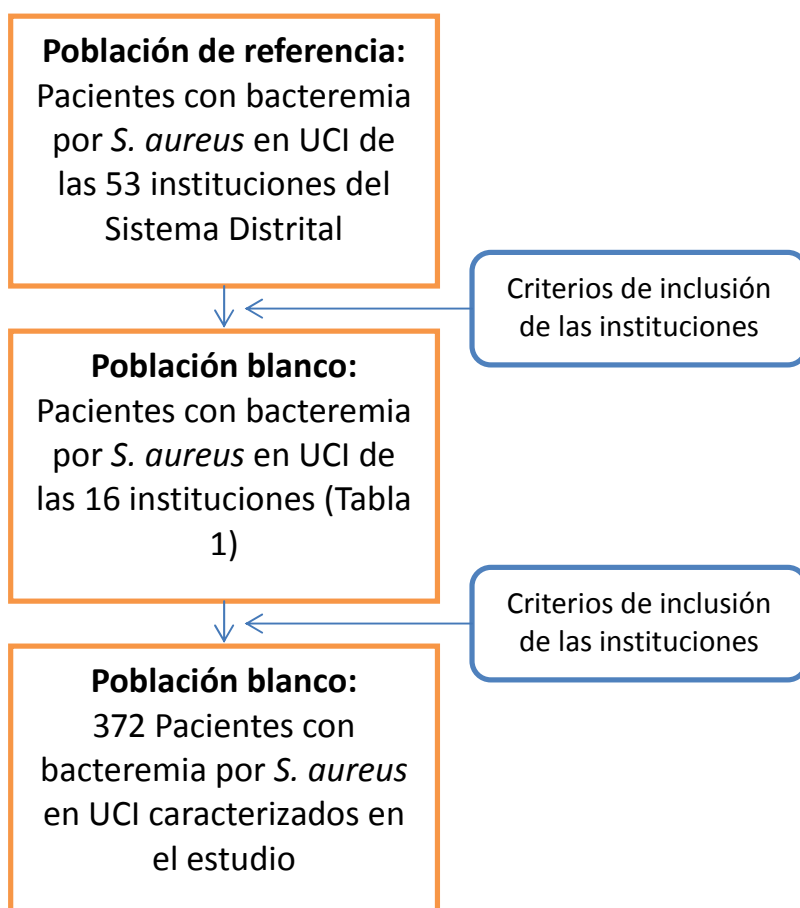 Población de referencia:
Pacientes con bacteremia
por S. aureus en UCI de
las 53 instituciones del
Sistema Distrital
Criterios de inclusión
de las instituciones
Población blanco:
Pacientes con bacteremia
por S. aureus en UCI de
las 16 instituciones (Tabla
1)
Criterios de inclusión
de las instituciones
Población blanco:
372 Pacientes con
bacteremia por S. aureus
en UCI caracterizados en
el estudio